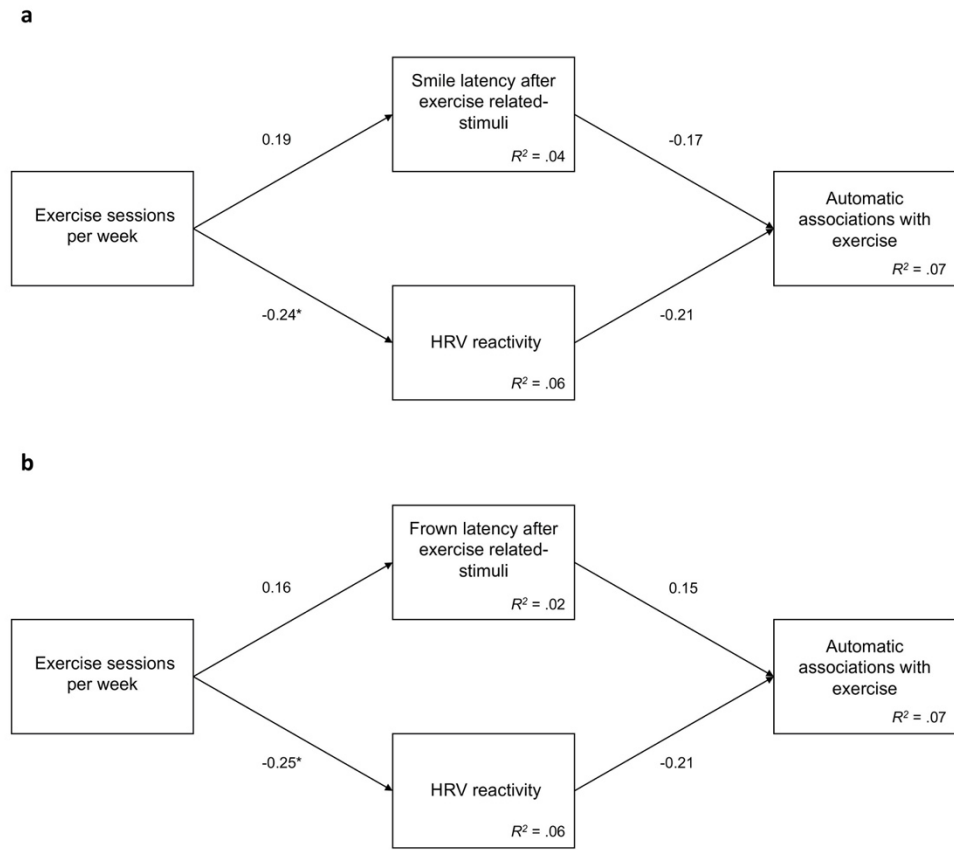 a
Smile latency after
exercise related-
stimuli
R² = .04
0.19
-0.17
Exercise sessions
per week
Automatic
associations with
exercise
R² = .07
-0.24*
-0.21
HRV reactivity
R² = .06
b
Frown latency after
exercise related-
stimuli
R² = .02
0.16
0.15
Exercise sessions
per week
Automatic
associations with
exercise
R² = .07
-0.25*
-0.21
HRV reactivity
R² = .06